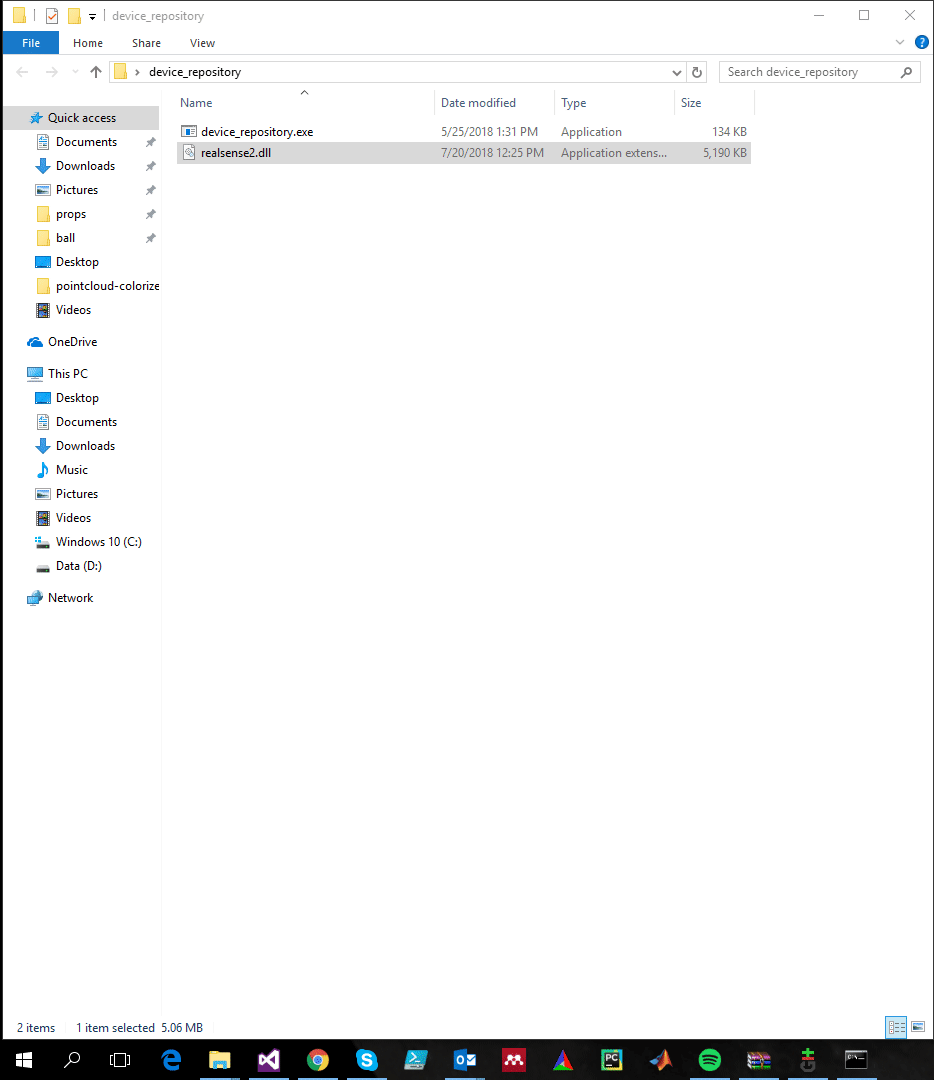 device_repository
File Home Share View
device_repository Search device_repository
Name Date modified Type Size
device_repository.exe 5/25/2018 1:31 PM Application 134 KB
realsense2.dll 7/20/2018 12:25 PM Application extens... 5,190 KB
Quick access
Documents
Downloads
Pictures
props
ball
Desktop
pointcloud-colorize
Videos
OneDrive
This PC
Desktop
Documents
Downloads
Music
Pictures
Videos
Windows 10 (C:)
Data (D:)
Network
2 items 1 item selected 5.06 MB